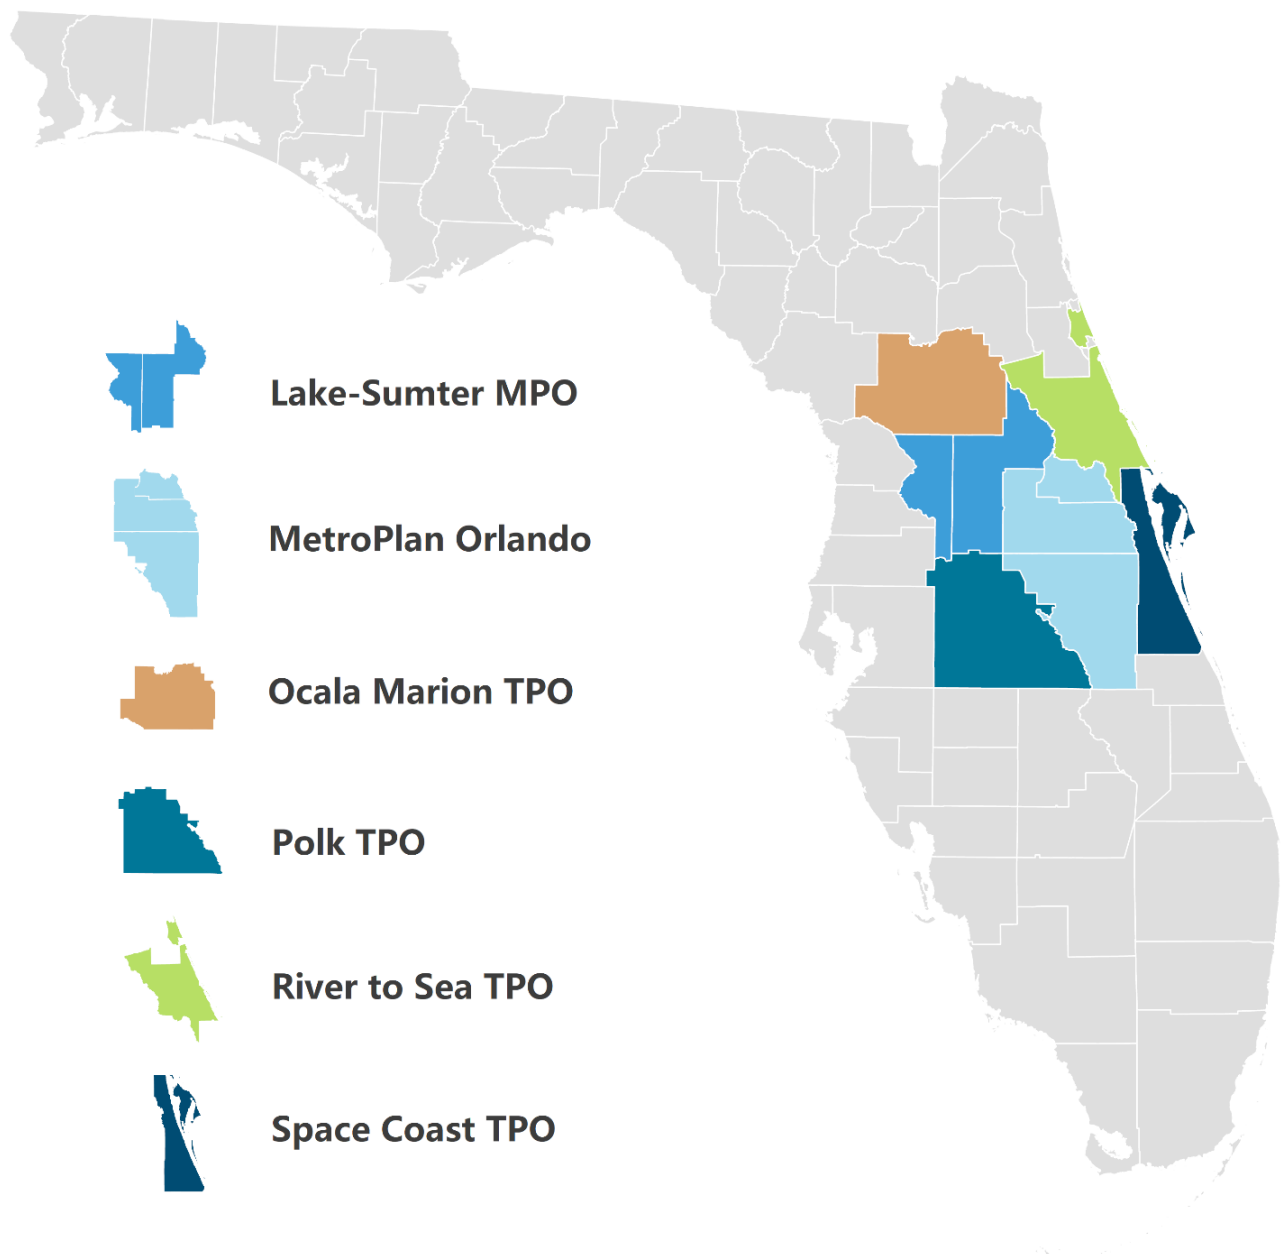 Lake-Sumter MPO
MetroPlan Orlando
Ocala Marion TPO
Polk TPO
River to Sea TPO
Space Coast TPO